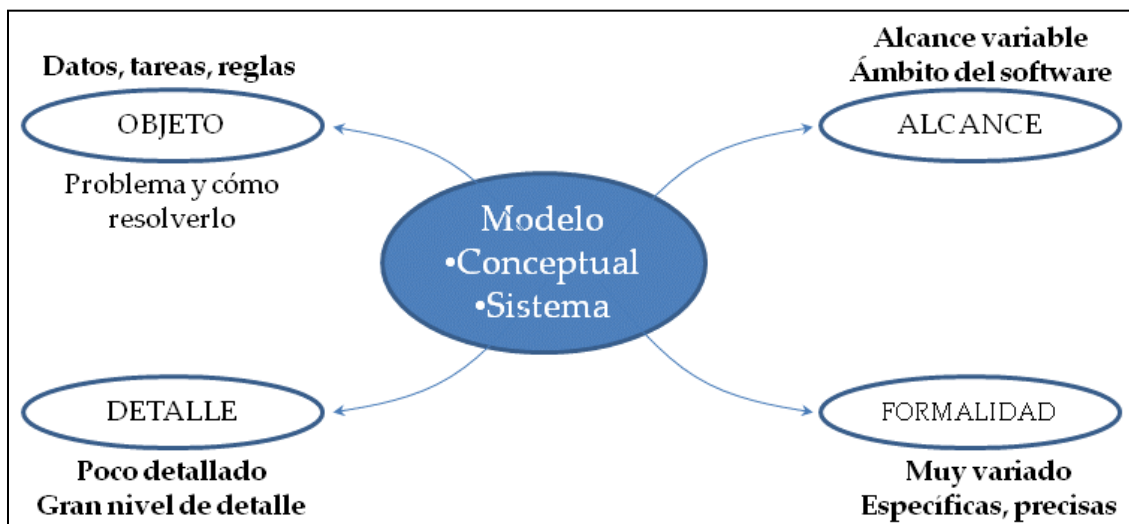 Datos, tareas, reglas
OBJETO
Problema y cómo
resolverlo
Alcance variable
Ámbito del software
ALCANCE
Modelo
•Conceptual
•Sistema
DETALLE
Poco detallado
Gran nivel de detalle
FORMALIDAD
Muy variado
Específicas, precisas